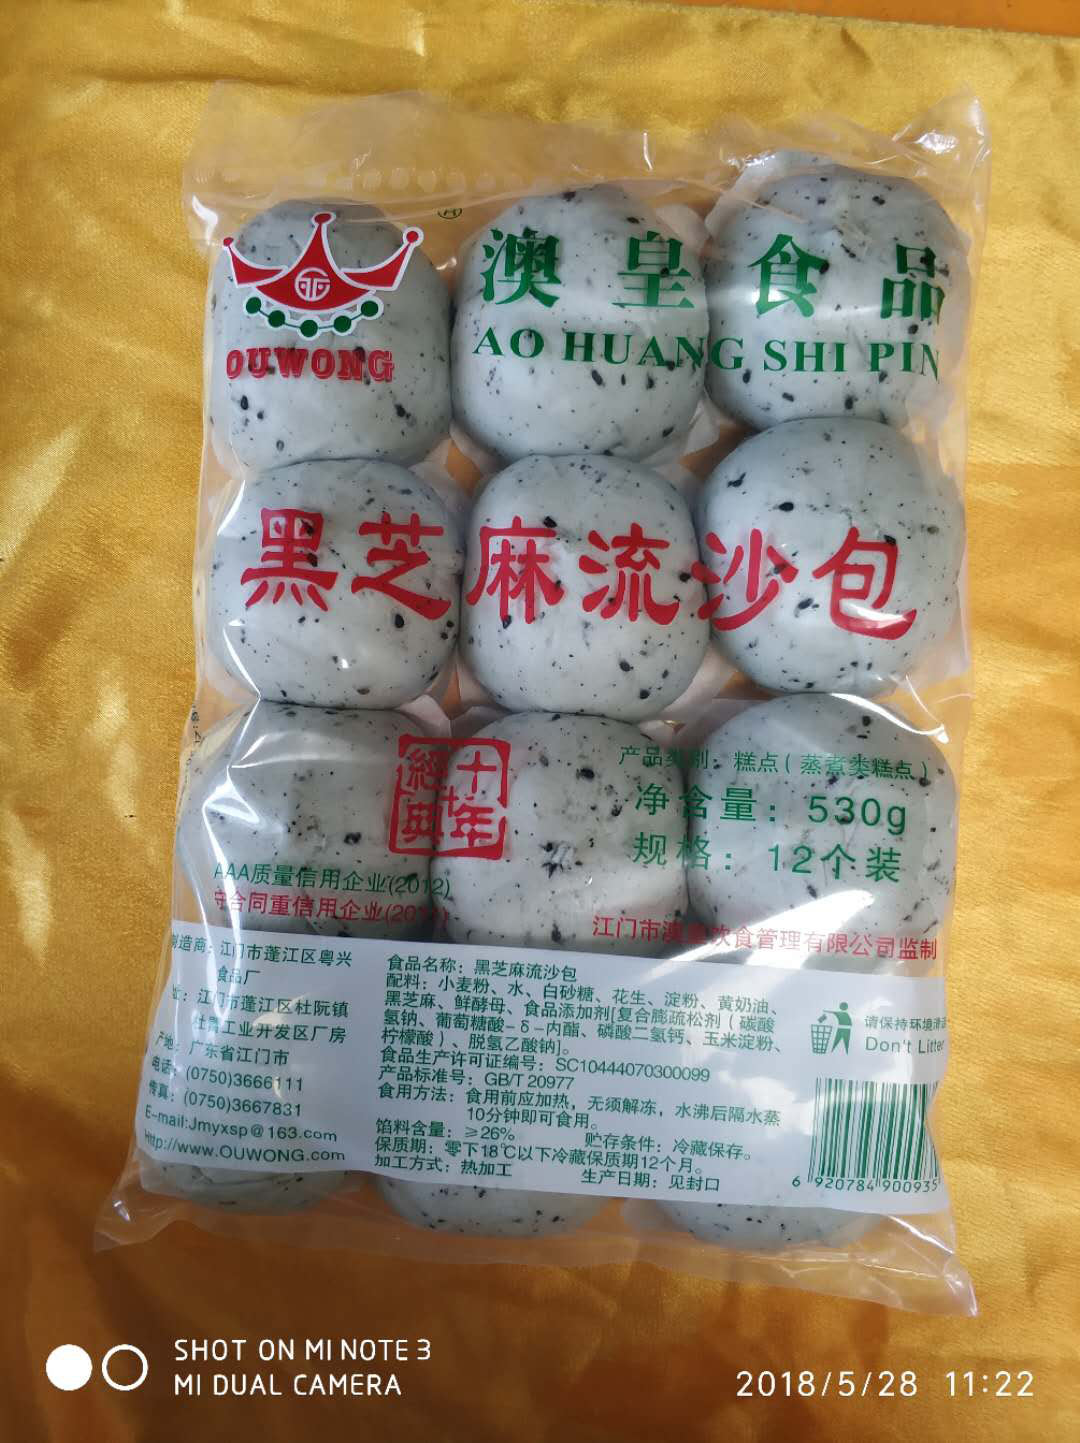 ®
澳皇食品
AO HUANG SHI PIN
OUWONG
黑芝麻流沙包
十年
經典
产品类别：糕点（蒸煮类糕点）
净含量：530g
规格：12个装
AAA质量信用企业(2012)
守合同重信用企业
江门市澳皇饮食管理有限公司监制
制造商：江门市蓬江区粤兴
食品厂
址：江门市蓬江区杜阮镇
工业开发区厂房
产地：广东省江门市
电话：(0750)3666111
传真：(0750)3667831
E-mail:Jmyxsp@163.com
Http://www.OUWONG.com
食品名称：黑芝麻流沙包
配料：小麦粉、水、白砂糖、花生、淀粉、黄奶油、
黑芝麻、鲜酵母、食品添加剂[复合膨疏松剂（碳酸
氢钠、葡萄糖酸-δ-内酯、磷酸二氢钙、玉米淀粉、
柠檬酸）、脱氢乙酸钠]。
食品生产许可证编号：SC10444070300099
产品标准号：GB/T 20977
食用方法：食用前应加热，无须解冻，水沸后隔水蒸
10分钟即可食用。
馅料含量：≥26% 贮存条件：冷藏保存。
保质期：零下18℃以下冷藏保质期12个月。
加工方式：热加工 生产日期：见封口
请保持环境清洁
Don't Litter
6 920784 900935
SHOT ON MI NOTE 3
MI DUAL CAMERA
2018/5/28 11:22